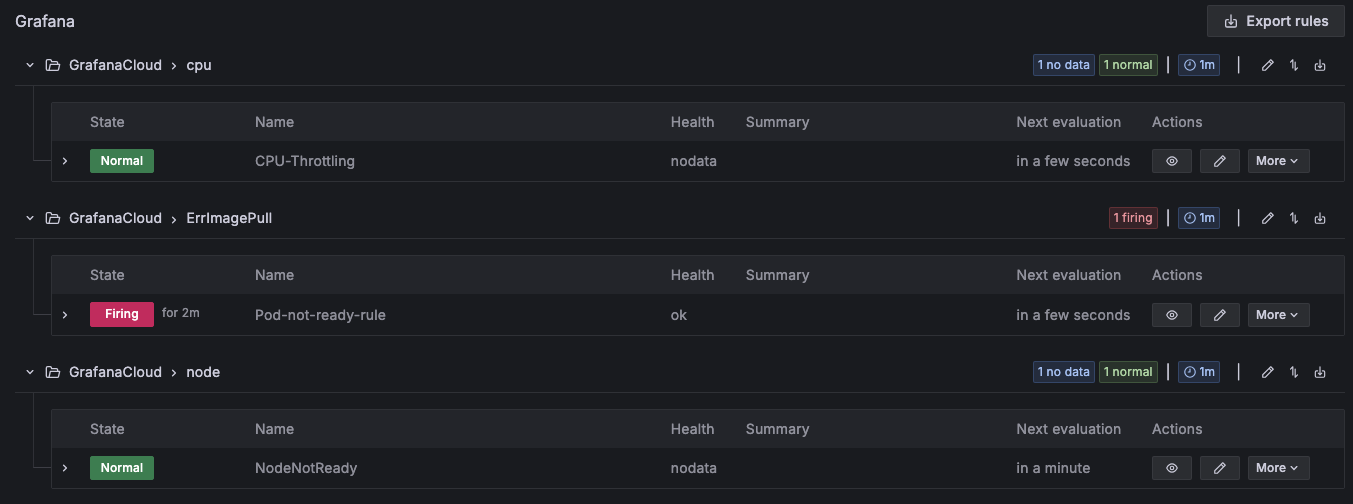 Grafana
Export rules
GrafanaCloud > cpu 1 no data 1 normal 1m
State Name Health Summary Next evaluation Actions
Normal CPU-Throttling nodata in a few seconds More
GrafanaCloud > ErrImagePull 1 firing 1m
State Name Health Summary Next evaluation Actions
Firing for 2m Pod-not-ready-rule ok in a few seconds More
GrafanaCloud > node 1 no data 1 normal 1m
State Name Health Summary Next evaluation Actions
Normal NodeNotReady nodata in a minute More